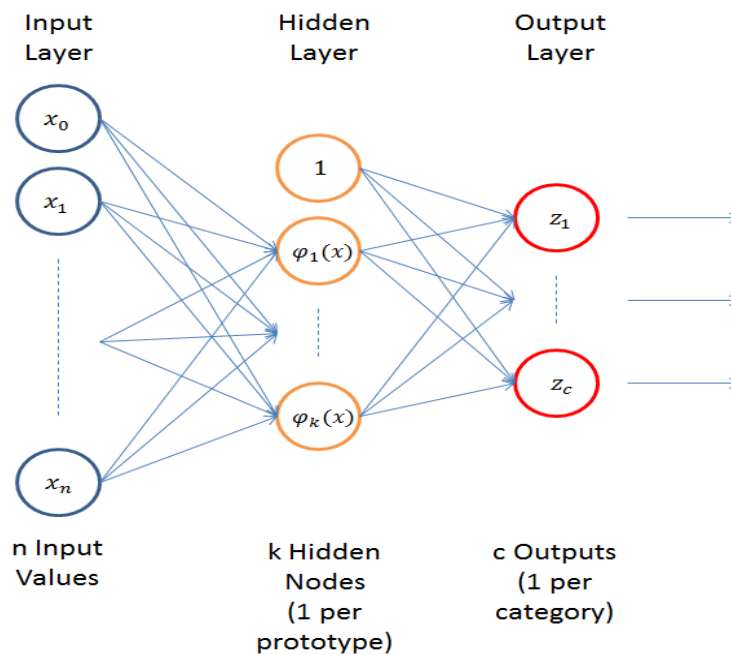 Input
Layer
Hidden
Layer
Output
Layer
x₀
x₁
xₙ
1
φ₁(x)
φₖ(x)
z₁
z_c
n Input
Values
k Hidden
Nodes
(1 per
prototype)
c Outputs
(1 per
category)